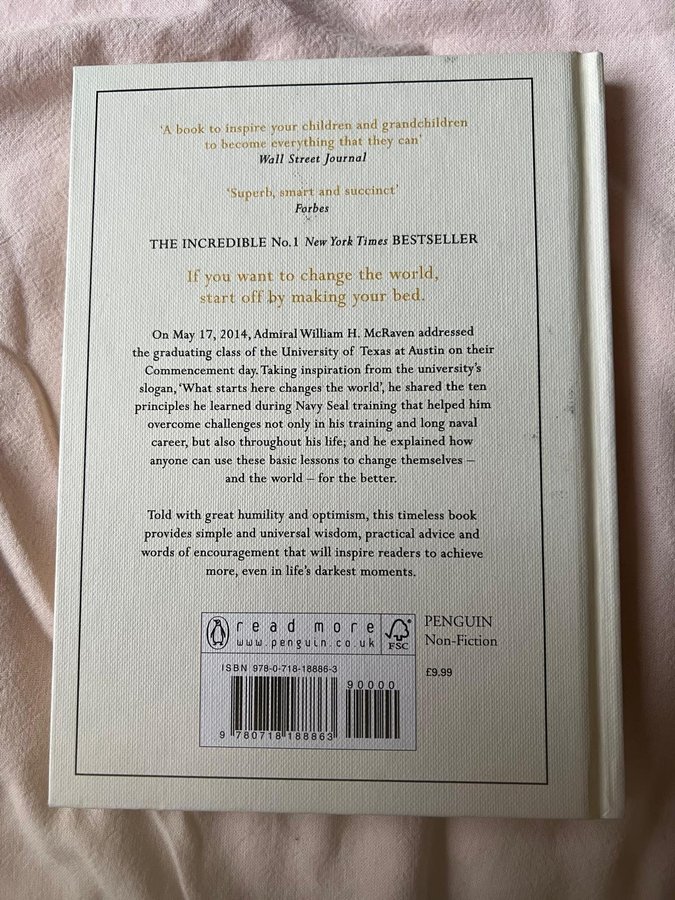 ‘A book to inspire your children and grandchildren
to become everything that they can’
Wall Street Journal
‘Superb, smart and succinct’
Forbes
THE INCREDIBLE No.1 New York Times BESTSELLER
If you want to change the world,
start off by making your bed.
On May 17, 2014, Admiral William H. McRaven addressed
the graduating class of the University of Texas at Austin on their
Commencement day. Taking inspiration from the university’s
slogan, ‘What starts here changes the world’, he shared the ten
principles he learned during Navy Seal training that helped him
overcome challenges not only in his training and long naval
career, but also throughout his life; and he explained how
anyone can use these basic lessons to change themselves –
and the world – for the better.
Told with great humility and optimism, this timeless book
provides simple and universal wisdom, practical advice and
words of encouragement that will inspire readers to achieve
more, even in life’s darkest moments.
read more
www.penguin.co.uk
FSC
PENGUIN
Non-Fiction
£9.99
ISBN 978-0-718-18886-3
90000
9 780718 188863